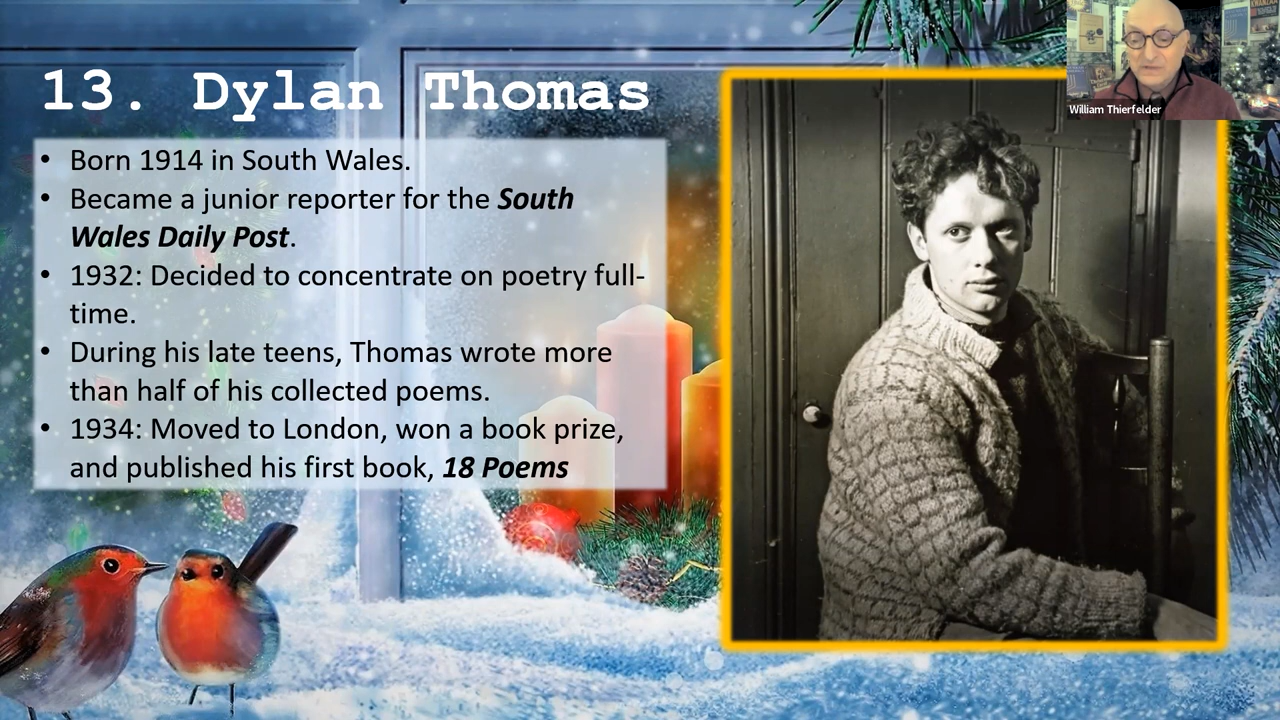 13. Dylan Thomas
• Born 1914 in South Wales.
• Became a junior reporter for the South
Wales Daily Post.
• 1932: Decided to concentrate on poetry full-
time.
• During his late teens, Thomas wrote more
than half of his collected poems.
• 1934: Moved to London, won a book prize,
and published his first book, 18 Poems
William Thierfelder